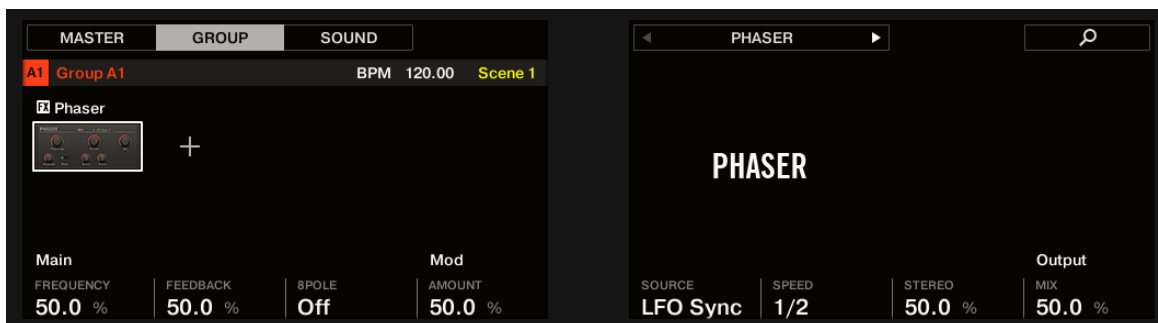 MASTER GROUP SOUND
A1 Group A1 BPM 120.00 Scene 1
FX Phaser
Main Mod
FREQUENCY FEEDBACK 8POLE AMOUNT
50.0 % 50.0 % Off 50.0 %
PHASER
PHASER
Output
SOURCE SPEED STEREO MIX
LFO Sync 1/2 50.0 % 50.0 %